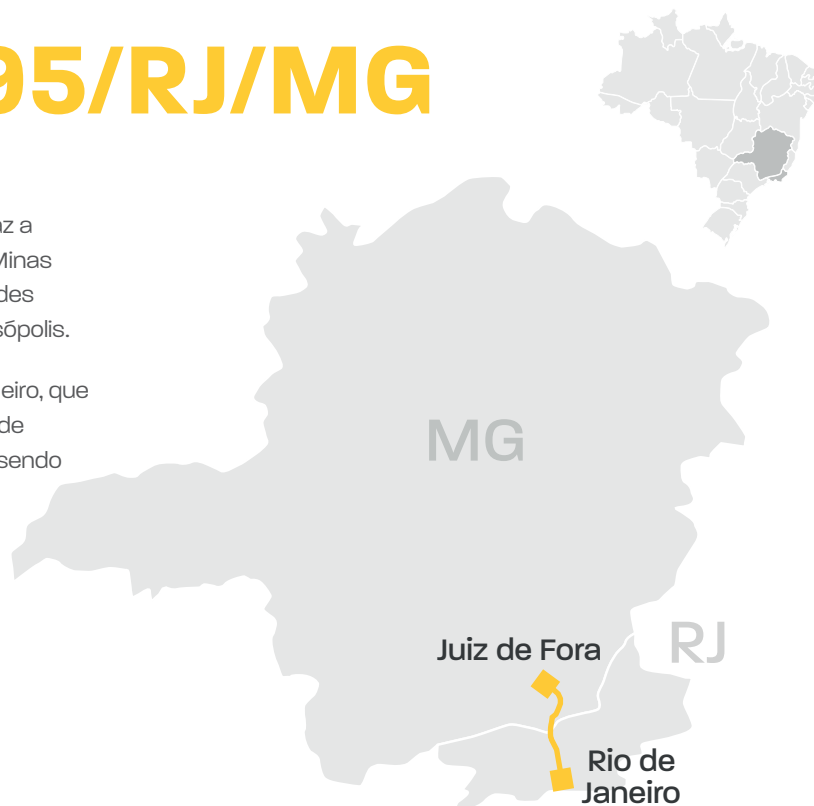 95/RJ/MG
az a
Minas
des
sópolis.
eiro, que
de
sendo
MG
RJ
Juiz de Fora
Rio de
Janeiro